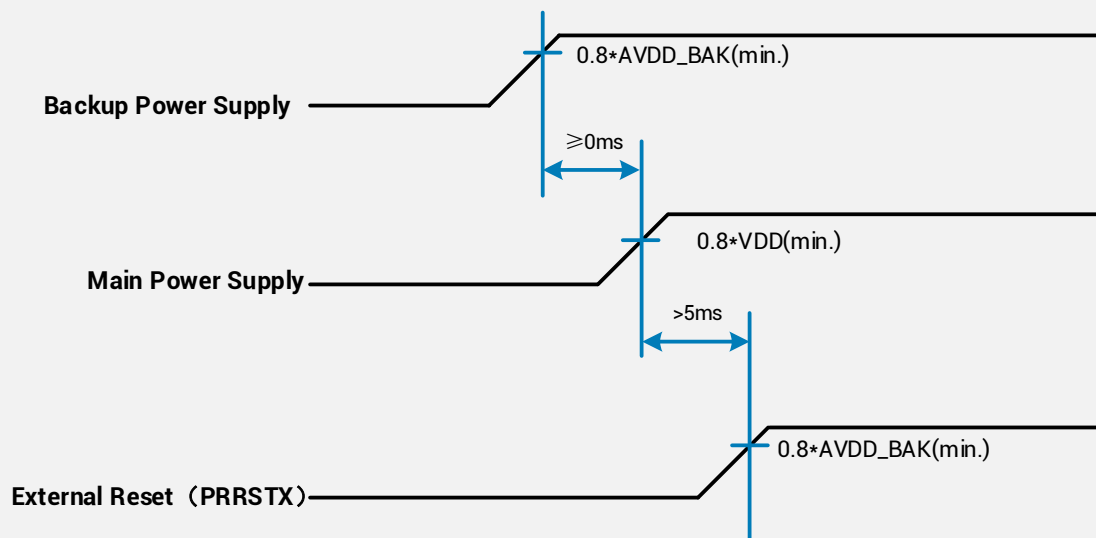 0.8*AVDD_BAK(min.)
Backup Power Supply
≥0ms
0.8*VDD(min.)
Main Power Supply
>5ms
0.8*AVDD_BAK(min.)
External Reset（PRRSTX）